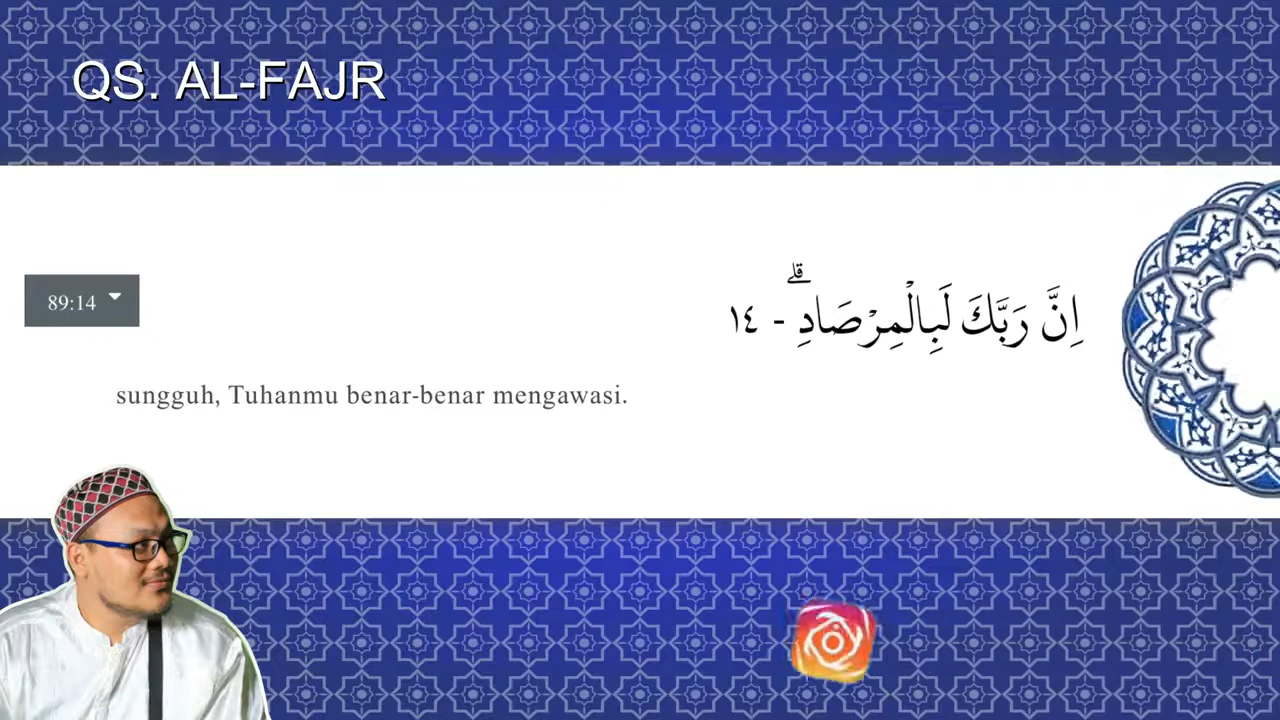 QS. AL-FAJR
89:14
اِنَّ رَبَّكَ لَبِالْمِرْصَادِۗ - ١٤
sungguh, Tuhanmu benar-benar mengawasi.